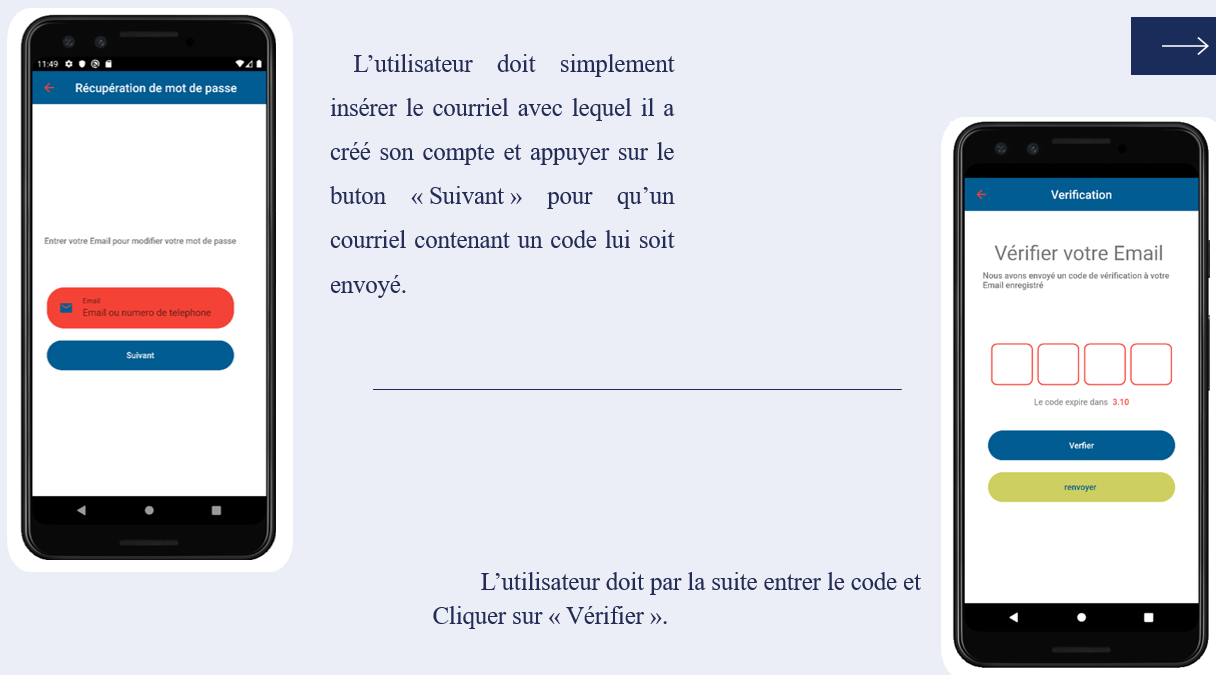 11:49
Récupération de mot de passe
Entrer votre Email pour modifier votre mot de passe
Email
Email ou numero de telephone
Suivant
L’utilisateur doit simplement
insérer le courriel avec lequel il a
créé son compte et appuyer sur le
buton « Suivant » pour qu’un
courriel contenant un code lui soit
envoyé.
Verification
Vérifier votre Email
Nous avons envoyé un code de vérification à votre
Email enregistré
Le code expire dans 3.10
Verfier
renvoyer
L’utilisateur doit par la suite entrer le code et
Cliquer sur « Vérifier ».